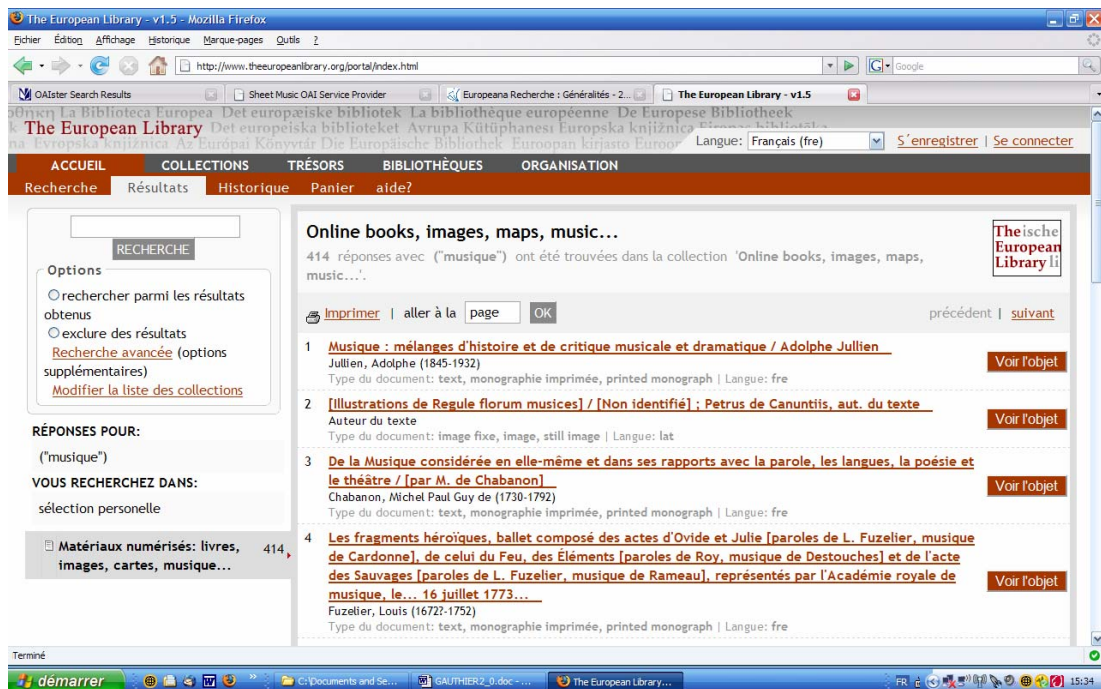 The European Library - v1.5 - Mozilla Firefox
Fichier Édition Affichage Historique Marque-pages Outils ?
http://www.theeuropeanlibrary.org/portal/index.html
Google
OAIster Search Results
Sheet Music OAI Service Provider
Europeana Recherche : Généralités - 2...
The European Library - v1.5
La Biblioteca Europea Det europæiske bibliotek La bibliothèque européenne De Europese Bibliotheek
The European Library Det europeiska biblioteket Avrupa Kütüphanesi Europska knjižnica
Evropska knjižnica Az Európai Könyvtár Die Europäische Bibliothek Euroopan kirjasto
Langue: Français (fre)
S´enregistrer | Se connecter
ACCUEIL COLLECTIONS TRÉSORS BIBLIOTHÈQUES ORGANISATION
Recherche Résultats Historique Panier aide?
RECHERCHE
Options
rechercher parmi les résultats
obtenus
exclure des résultats
Recherche avancée (options
supplémentaires)
Modifier la liste des collections
RÉPONSES POUR:
("musique")
VOUS RECHERCHEZ DANS:
sélection personelle
Matériaux numérisés: livres, 414
images, cartes, musique...
Online books, images, maps, music...
414 réponses avec ("musique") ont été trouvées dans la collection 'Online books, images, maps,
music...'.
Theische
European
Library li
Imprimer | aller à la page OK
précédent | suivant
1 Musique : mélanges d'histoire et de critique musicale et dramatique / Adolphe Jullien
Jullien, Adolphe (1845-1932)
Type du document: text, monographie imprimée, printed monograph | Langue: fre
Voir l'objet
2 [Illustrations de Regule florum musices] / [Non identifié] ; Petrus de Canuntiis, aut. du texte
Auteur du texte
Type du document: image fixe, image, still image | Langue: lat
Voir l'objet
3 De la Musique considérée en elle-même et dans ses rapports avec la parole, les langues, la poésie et
le théâtre / [par M. de Chabanon]
Chabanon, Michel Paul Guy de (1730-1792)
Type du document: text, monographie imprimée, printed monograph | Langue: fre
Voir l'objet
4 Les fragments héroïques, ballet composé des actes d'Ovide et Julie [paroles de L. Fuzelier, musique
de Cardonne], de celui du Feu, des Éléments [paroles de Roy, musique de Destouches] et de l'acte
des Sauvages [paroles de L. Fuzelier, musique de Rameau], représentés par l'Académie royale de
musique, le... 16 juillet 1773...
Fuzelier, Louis (1672?-1752)
Type du document: text, monographie imprimée, printed monograph | Langue: fre
Voir l'objet
Terminé
démarrer
C:\Documents and Se...
GAUTHIER2_0.doc - ...
The European Library...
FR
15:34